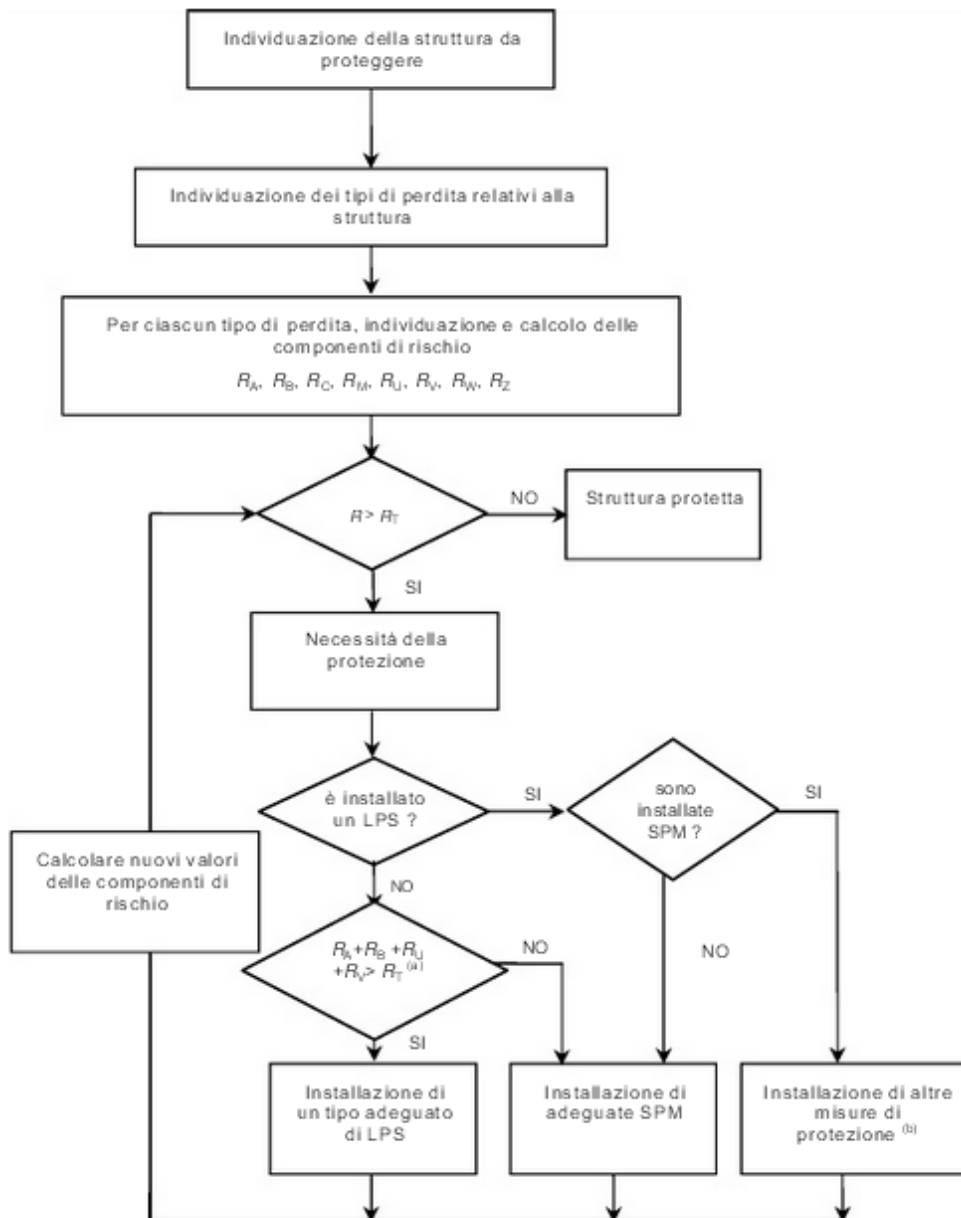 Individuazione della struttura da
proteggere
Individuazione dei tipi di perdita relativi alla
struttura
Per ciascun tipo di perdita, individuazione e calcolo delle
componenti di rischio
RA, RB, RC, RM, RU, RV, RW, RZ
R > RT
NO
Struttura protetta
SI
Necessità della
protezione
è installato
un LPS ?
SI
sono
installate
SPM ?
SI
Calcolare nuovi valori
delle componenti di
rischio
NO
RA+RB +RU
+RV> RT (a)
NO
NO
SI
Installazione di
un tipo adeguato
di LPS
Installazione di
adeguate SPM
Installazione di altre
misure di
protezione (b)